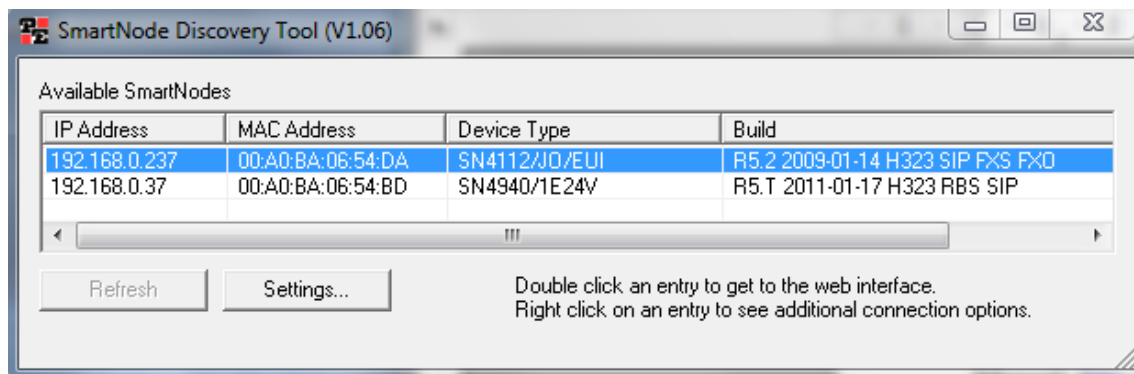 SmartNode Discovery Tool (V1.06)
Available SmartNodes
IP Address MAC Address Device Type Build
192.168.0.237 00:A0:BA:06:54:DA SN4112/JO/EUI R5.2 2009-01-14 H323 SIP FXS FXO
192.168.0.37 00:A0:BA:06:54:BD SN4940/1E24V R5.T 2011-01-17 H323 RBS SIP
Refresh Settings... Double click an entry to get to the web interface.
Right click on an entry to see additional connection options.